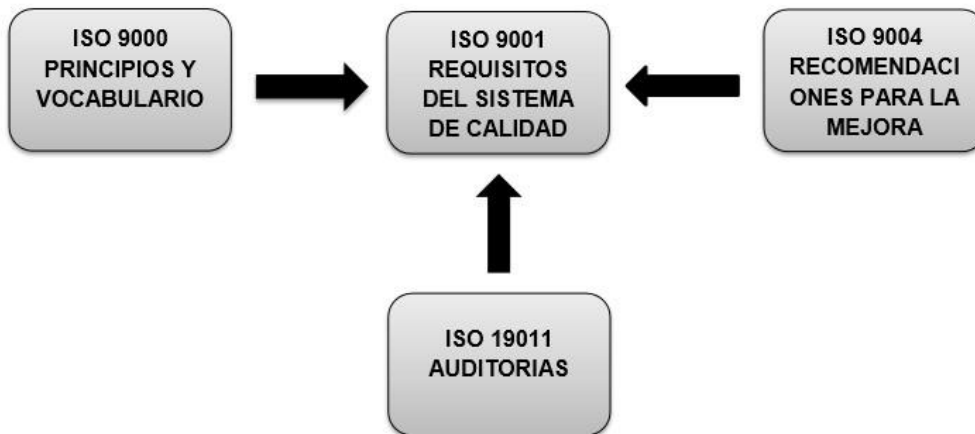 ISO 9000
PRINCIPIOS Y
VOCABULARIO
ISO 9001
REQUISITOS
DEL SISTEMA
DE CALIDAD
ISO 9004
RECOMENDACI
ONES PARA LA
MEJORA
ISO 19011
AUDITORIAS